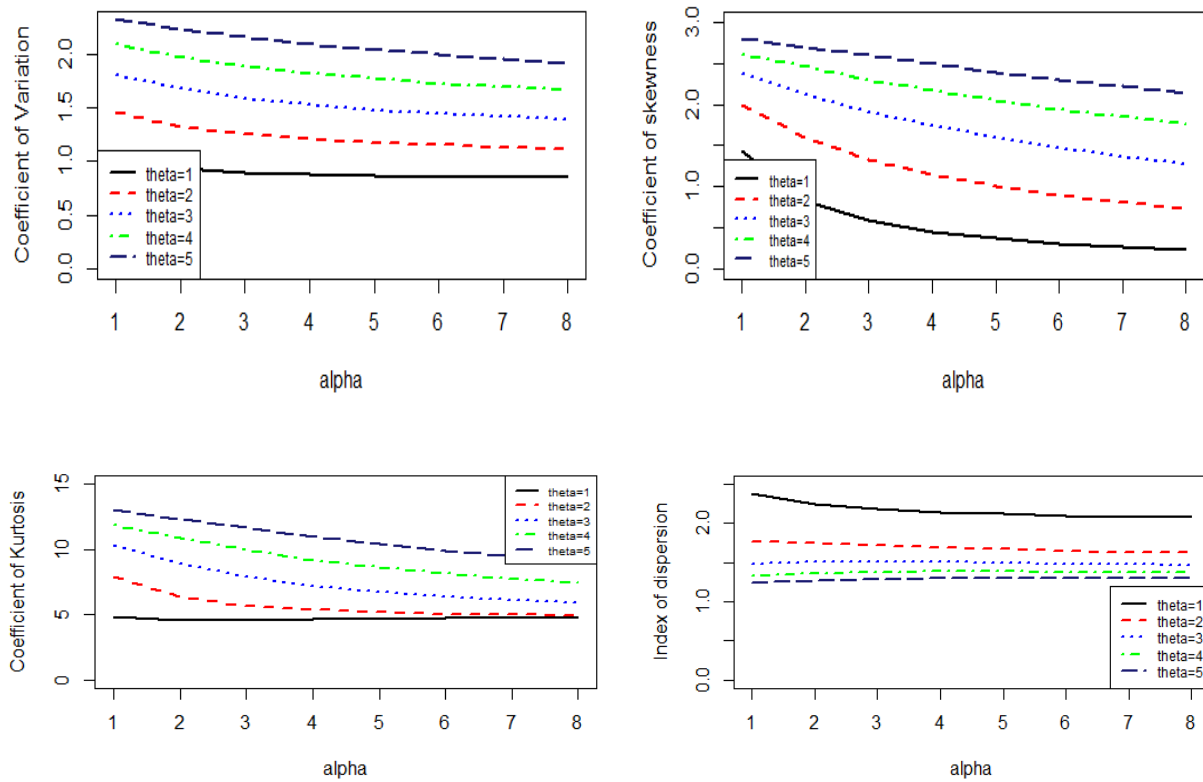 Coefficient of Variation
0.0 0.5 1.0 1.5 2.0
theta=1
theta=2
theta=3
theta=4
theta=5
1 2 3 4 5 6 7 8
alpha
Coefficient of skewness
0.0 1.0 2.0 3.0
theta=1
theta=2
theta=3
theta=4
theta=5
1 2 3 4 5 6 7 8
alpha
Coefficient of Kurtosis
0 5 10 15
theta=1
theta=2
theta=3
theta=4
theta=5
1 2 3 4 5 6 7 8
alpha
Index of dispersion
0.0 1.0 2.0
theta=1
theta=2
theta=3
theta=4
theta=5
1 2 3 4 5 6 7 8
alpha